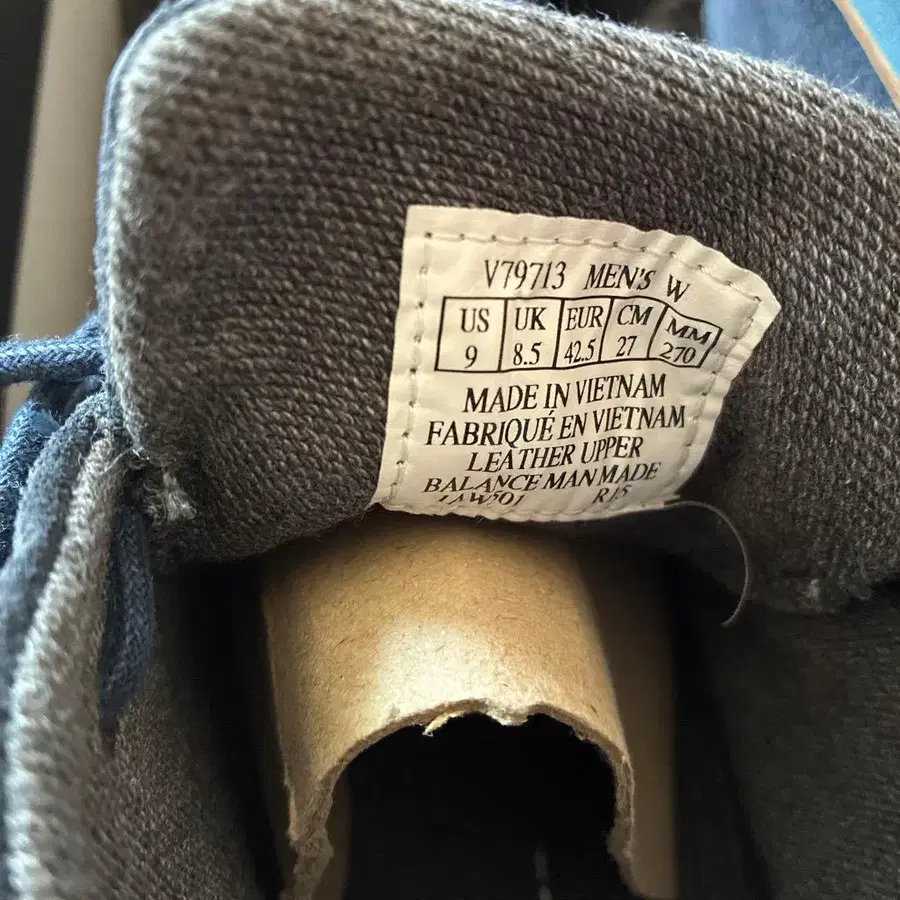 V79713 MEN'S W
US UK EUR CM MM
9 8.5 42.5 27 270
MADE IN VIETNAM
FABRIQUÉ EN VIETNAM
LEATHER UPPER
BALANCE MAN MADE
R15